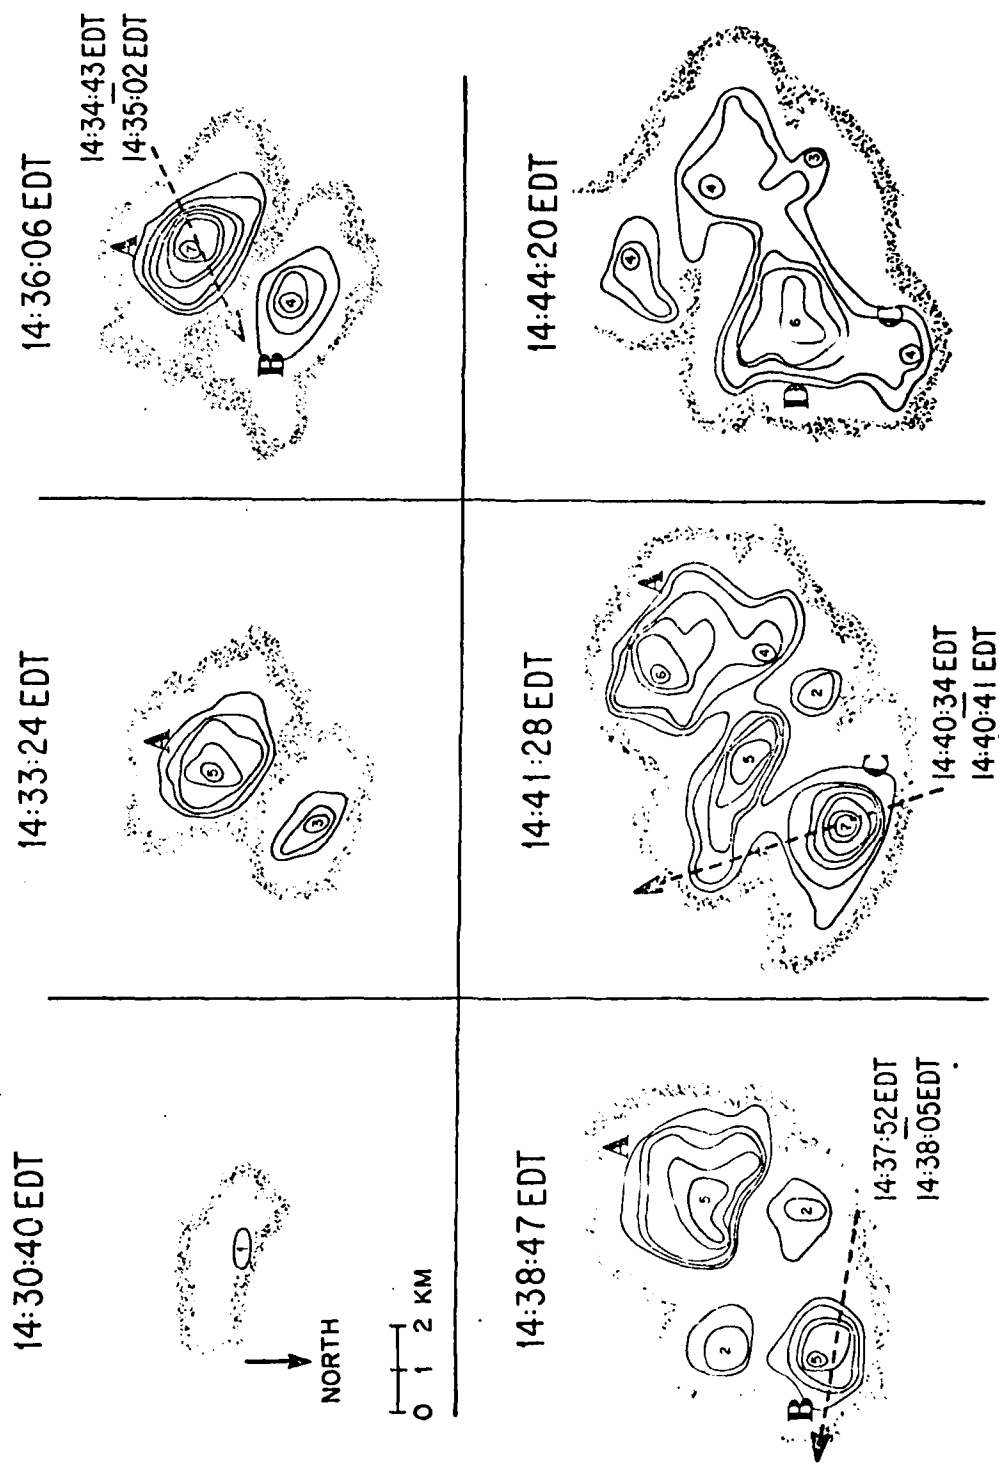 14:30:40 EDT
1
NORTH
0 1 2 KM
14:33:24 EDT
A
5
3
14:36:06 EDT
14:34:43 EDT
14:35:02 EDT
A
7
B
4
14:38:47 EDT
A
5
2
2
B
5
14:37:52 EDT
14:38:05 EDT
14:41:28 EDT
A
6
4
5
2
C
7
14:40:34 EDT
14:40:41 EDT
14:44:20 EDT
4
4
3
6
D
4